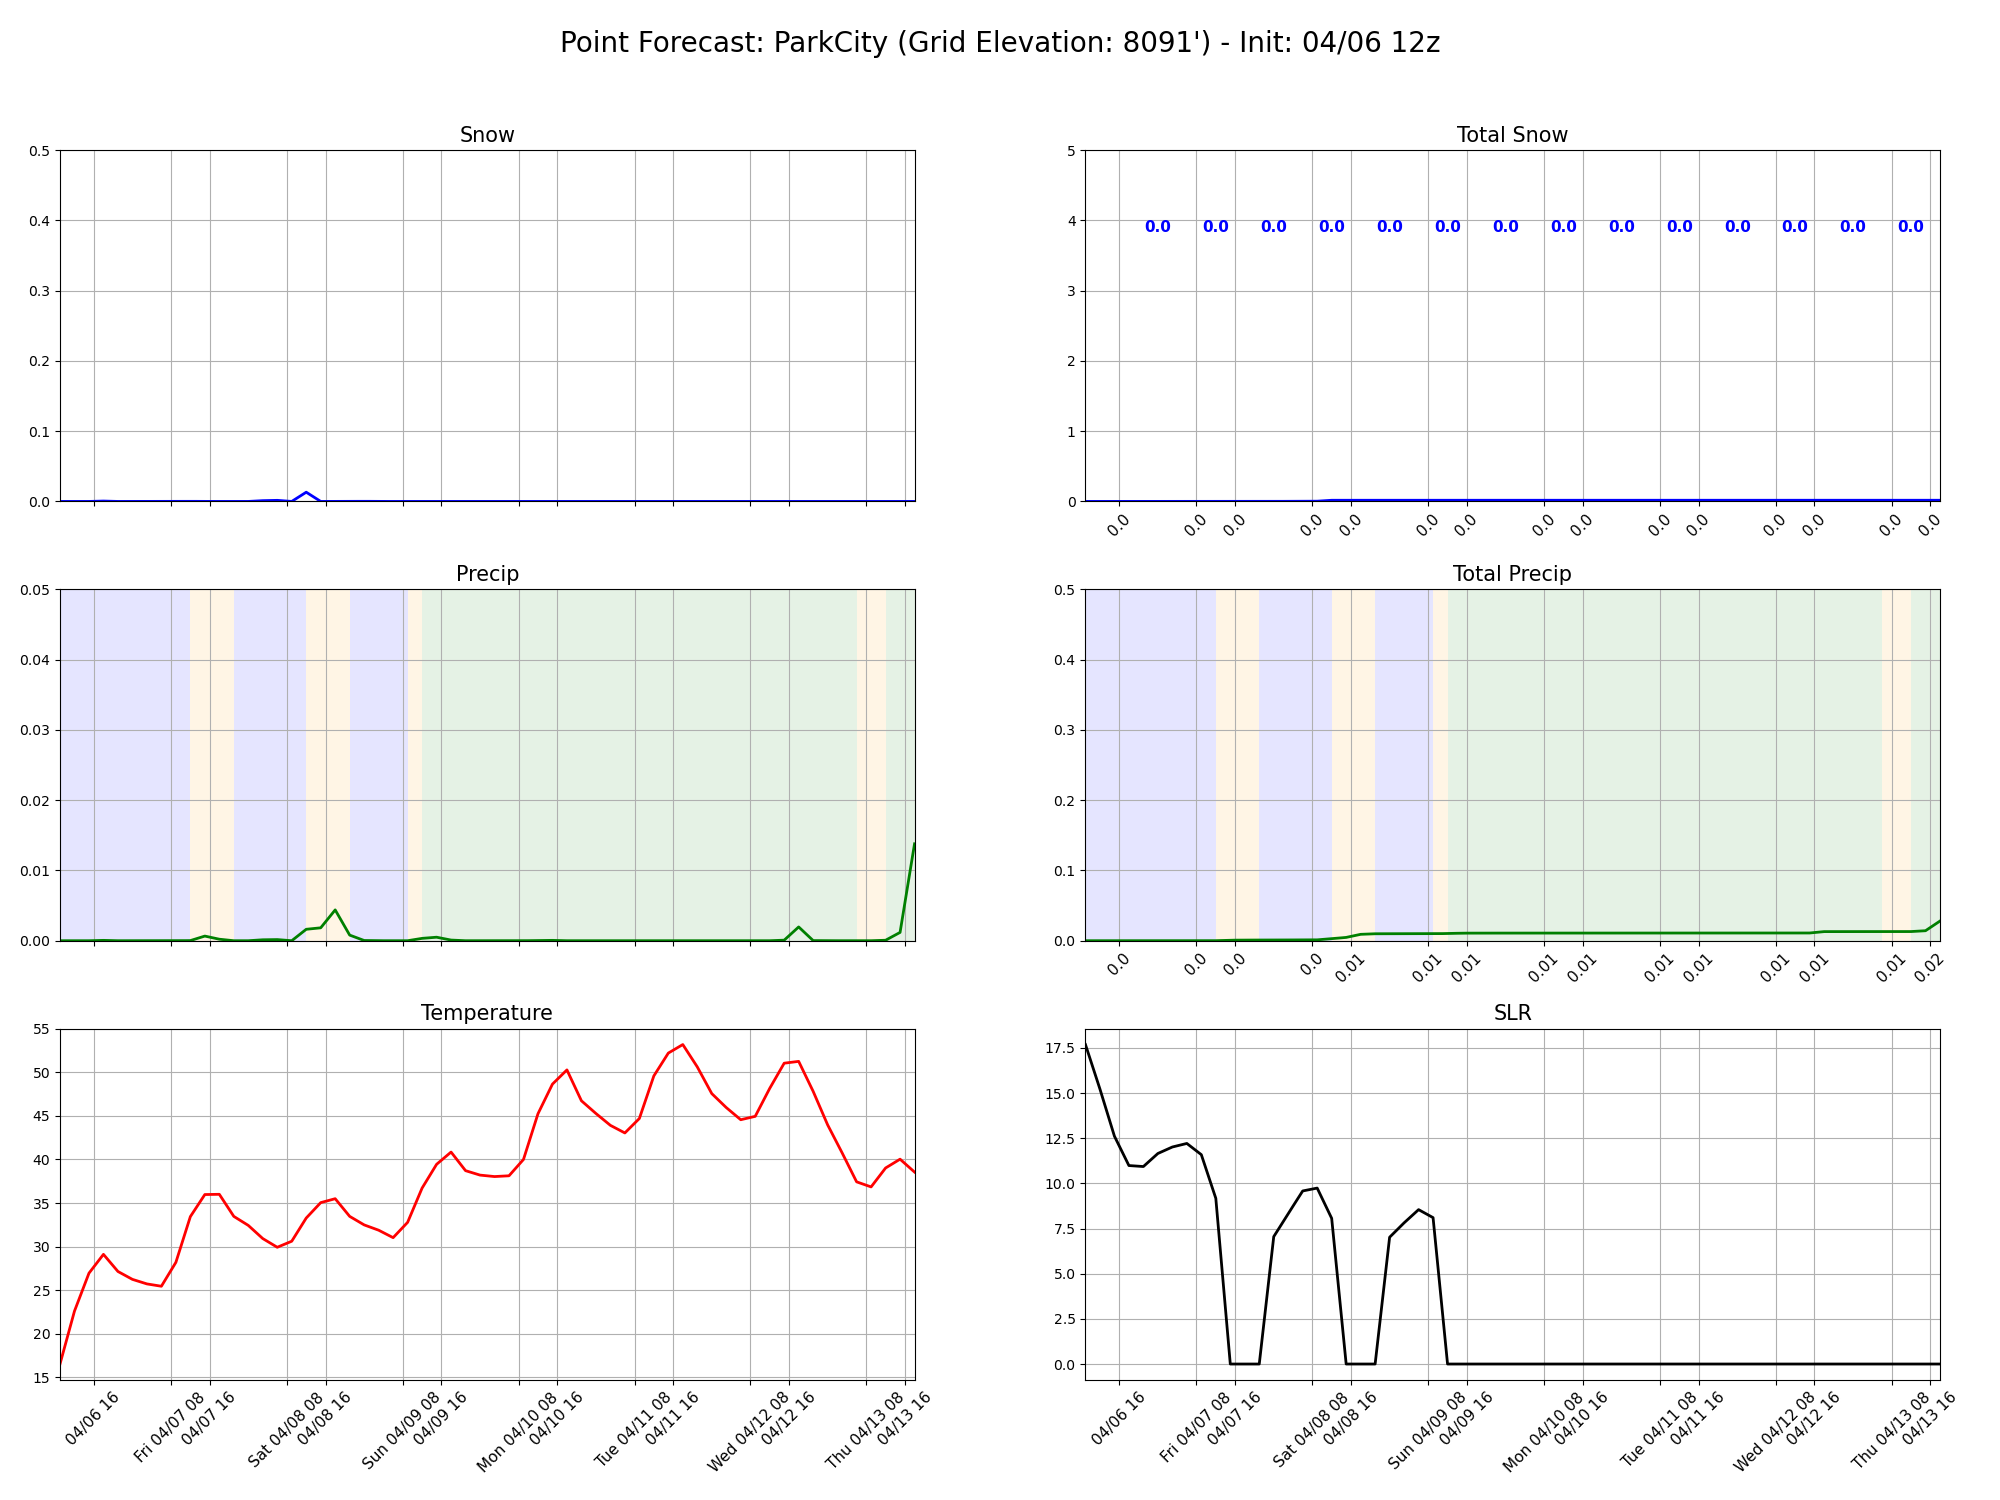 Point Forecast: ParkCity (Grid Elevation: 8091') - Init: 04/06 12z
Snow
0.5
0.4
0.3
0.2
0.1
0.0
Total Snow
5
4
3
2
1
0
0.0 0.0 0.0 0.0 0.0 0.0 0.0 0.0 0.0 0.0 0.0 0.0 0.0 0.0
0.0 0.0 0.0 0.0 0.0 0.0 0.0 0.0 0.0 0.0 0.0 0.0 0.0 0.0 0.0
Precip
0.05
0.04
0.03
0.02
0.01
0.00
Total Precip
0.5
0.4
0.3
0.2
0.1
0.0
0.0 0.0 0.0 0.0 0.01 0.01 0.01 0.01 0.01 0.01 0.01 0.01 0.01 0.01 0.02
Temperature
55
50
45
40
35
30
25
20
15
04/06 16
Fri 04/07 08
04/07 16
Sat 04/08 08
04/08 16
Sun 04/09 08
04/09 16
Mon 04/10 08
04/10 16
Tue 04/11 08
04/11 16
Wed 04/12 08
04/12 16
Thu 04/13 08
04/13 16
SLR
17.5
15.0
12.5
10.0
7.5
5.0
2.5
0.0
04/06 16
Fri 04/07 08
04/07 16
Sat 04/08 08
04/08 16
Sun 04/09 08
04/09 16
Mon 04/10 08
04/10 16
Tue 04/11 08
04/11 16
Wed 04/12 08
04/12 16
Thu 04/13 08
04/13 16